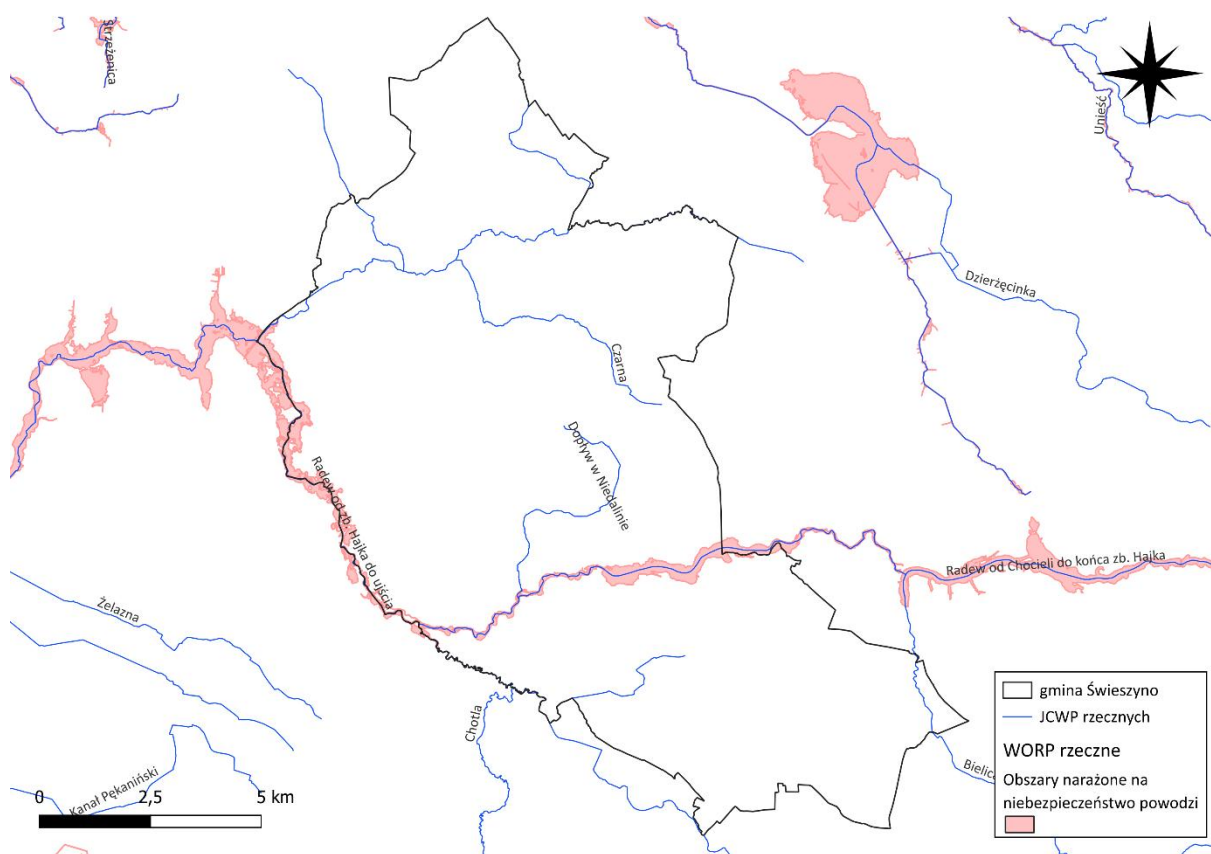 Strzeżenica
Unieść
Dzierżęcinka
Czarna
Dopływ w Niedalinie
Radew od zb. Hajka do ujścia
Radew od Chocieli do końca zb. Hajka
Żelazna
Chotla
Kanał Pękaniński
0 2,5 5 km
gmina Świeszyno
JCWP rzecznych
WORP rzeczne
Obszary narażone na
niebezpieczeństwo powodzi